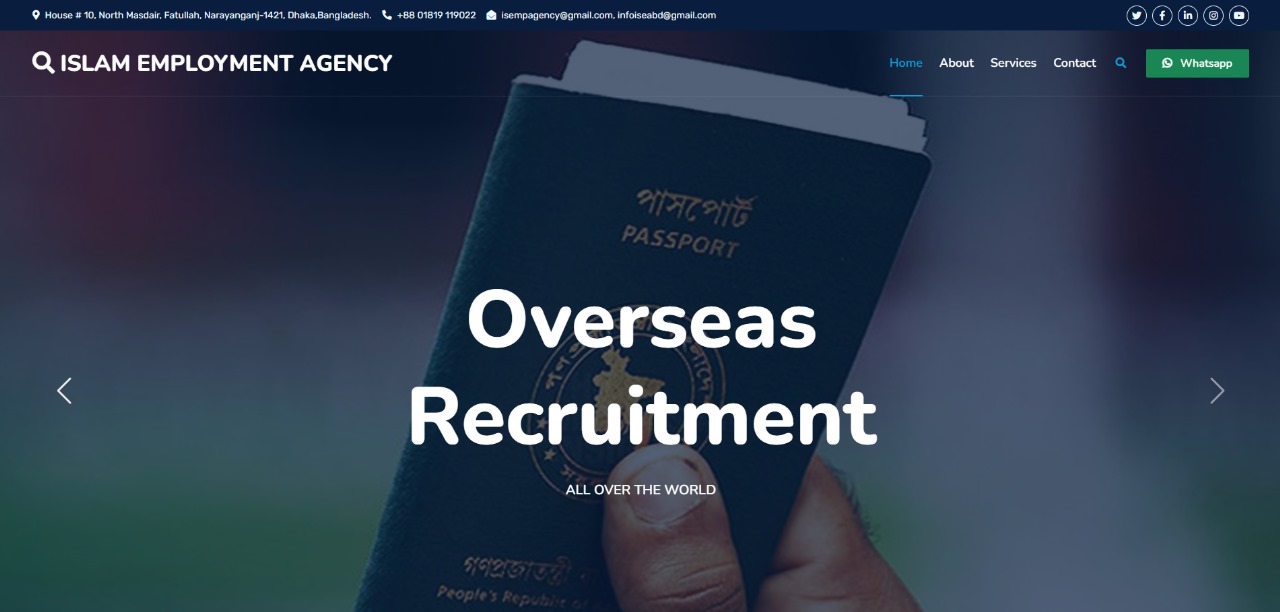 House # 10, North Masdair, Fatullah, Narayanganj-1421, Dhaka,Bangladesh. +88 01819 119022 isempagency@gmail.com, infoiseabd@gmail.com
ISLAM EMPLOYMENT AGENCY
Home About Services Contact Whatsapp
পাসপোর্ট
PASSPORT
Overseas
Recruitment
ALL OVER THE WORLD
গণপ্রজাতন্ত্রী
People's Republic of